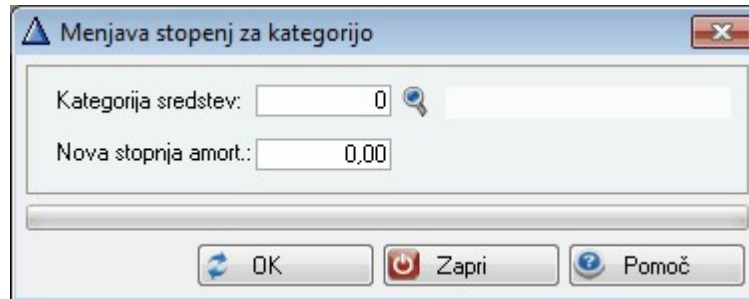 Menjava stopenj za kategorijo
Kategorija sredstev: 0
Nova stopnja amort.: 0,00
OK Zapri Pomoč